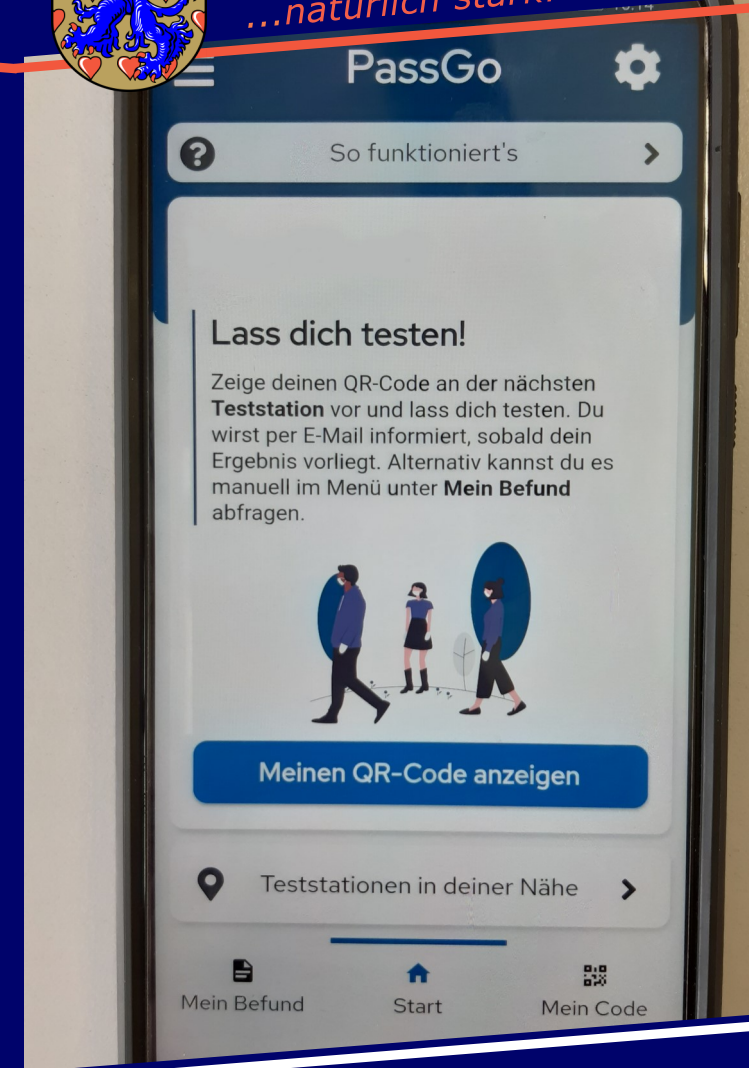 ...natürlich stark!
PassGo
So funktioniert's
Lass dich testen!
Zeige deinen QR-Code an der nächsten
Teststation vor und lass dich testen. Du
wirst per E-Mail informiert, sobald dein
Ergebnis vorliegt. Alternativ kannst du es
manuell im Menü unter Mein Befund
abfragen.
Meinen QR-Code anzeigen
Teststationen in deiner Nähe
Mein Befund
Start
Mein Code